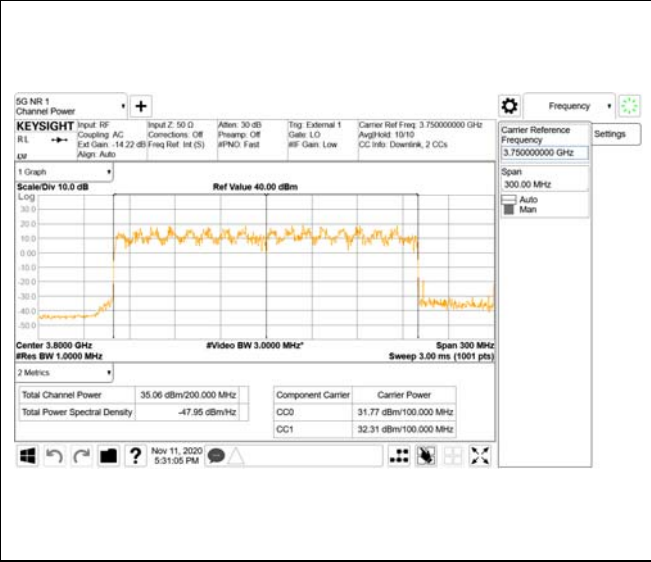 5G NR 1
Channel Power
Frequency
KEYSIGHT
RL
Input: RF
Coupling: AC
Ext Gain: -14.22 dB
Align: Auto
Input Z: 50 Ω
Corrections: Off
Freq Ref: Int (S)
Atten: 30 dB
Preamp: Off
#PNO: Fast
Trig: External 1
Gate: LO
#IF Gain: Low
Carrier Ref Freq: 3.750000000 GHz
Avg|Hold: 10/10
CC Info: Downlink, 2 CCs
Carrier Reference
Frequency
3.750000000 GHz
Settings
Span
300.00 MHz
Auto
Man
1 Graph
Scale/Div 10.0 dB
Ref Value 40.00 dBm
Log
30.0
20.0
10.0
0.00
-10.0
-20.0
-30.0
-40.0
-50.0
Center 3.8000 GHz
#Video BW 3.0000 MHz*
Span 300 MHz
#Res BW 1.0000 MHz
Sweep 3.00 ms (1001 pts)
2 Metrics
Total Channel Power 35.06 dBm/200.000 MHz
Total Power Spectral Density -47.95 dBm/Hz
Component Carrier Carrier Power
CC0 31.77 dBm/100.000 MHz
CC1 32.31 dBm/100.000 MHz
?
Nov 11, 2020
5:31:05 PM